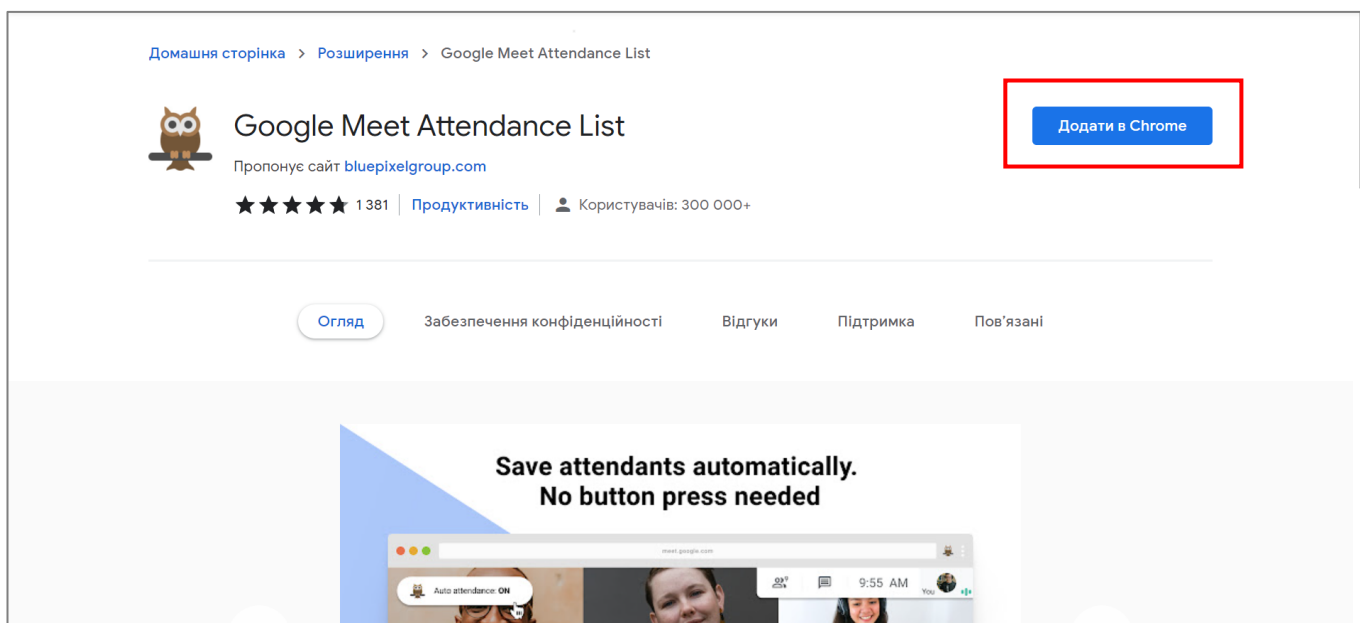 Домашня сторінка > Розширення > Google Meet Attendance List
Google Meet Attendance List
Додати в Chrome
Пропонує сайт bluepixelgroup.com
1 381 Продуктивність Користувачів: 300 000+
Огляд Забезпечення конфіденційності Відгуки Підтримка Пов’язані
Save attendants automatically.
No button press needed
meet.google.com
Auto attendance: ON
9:55 AM
You